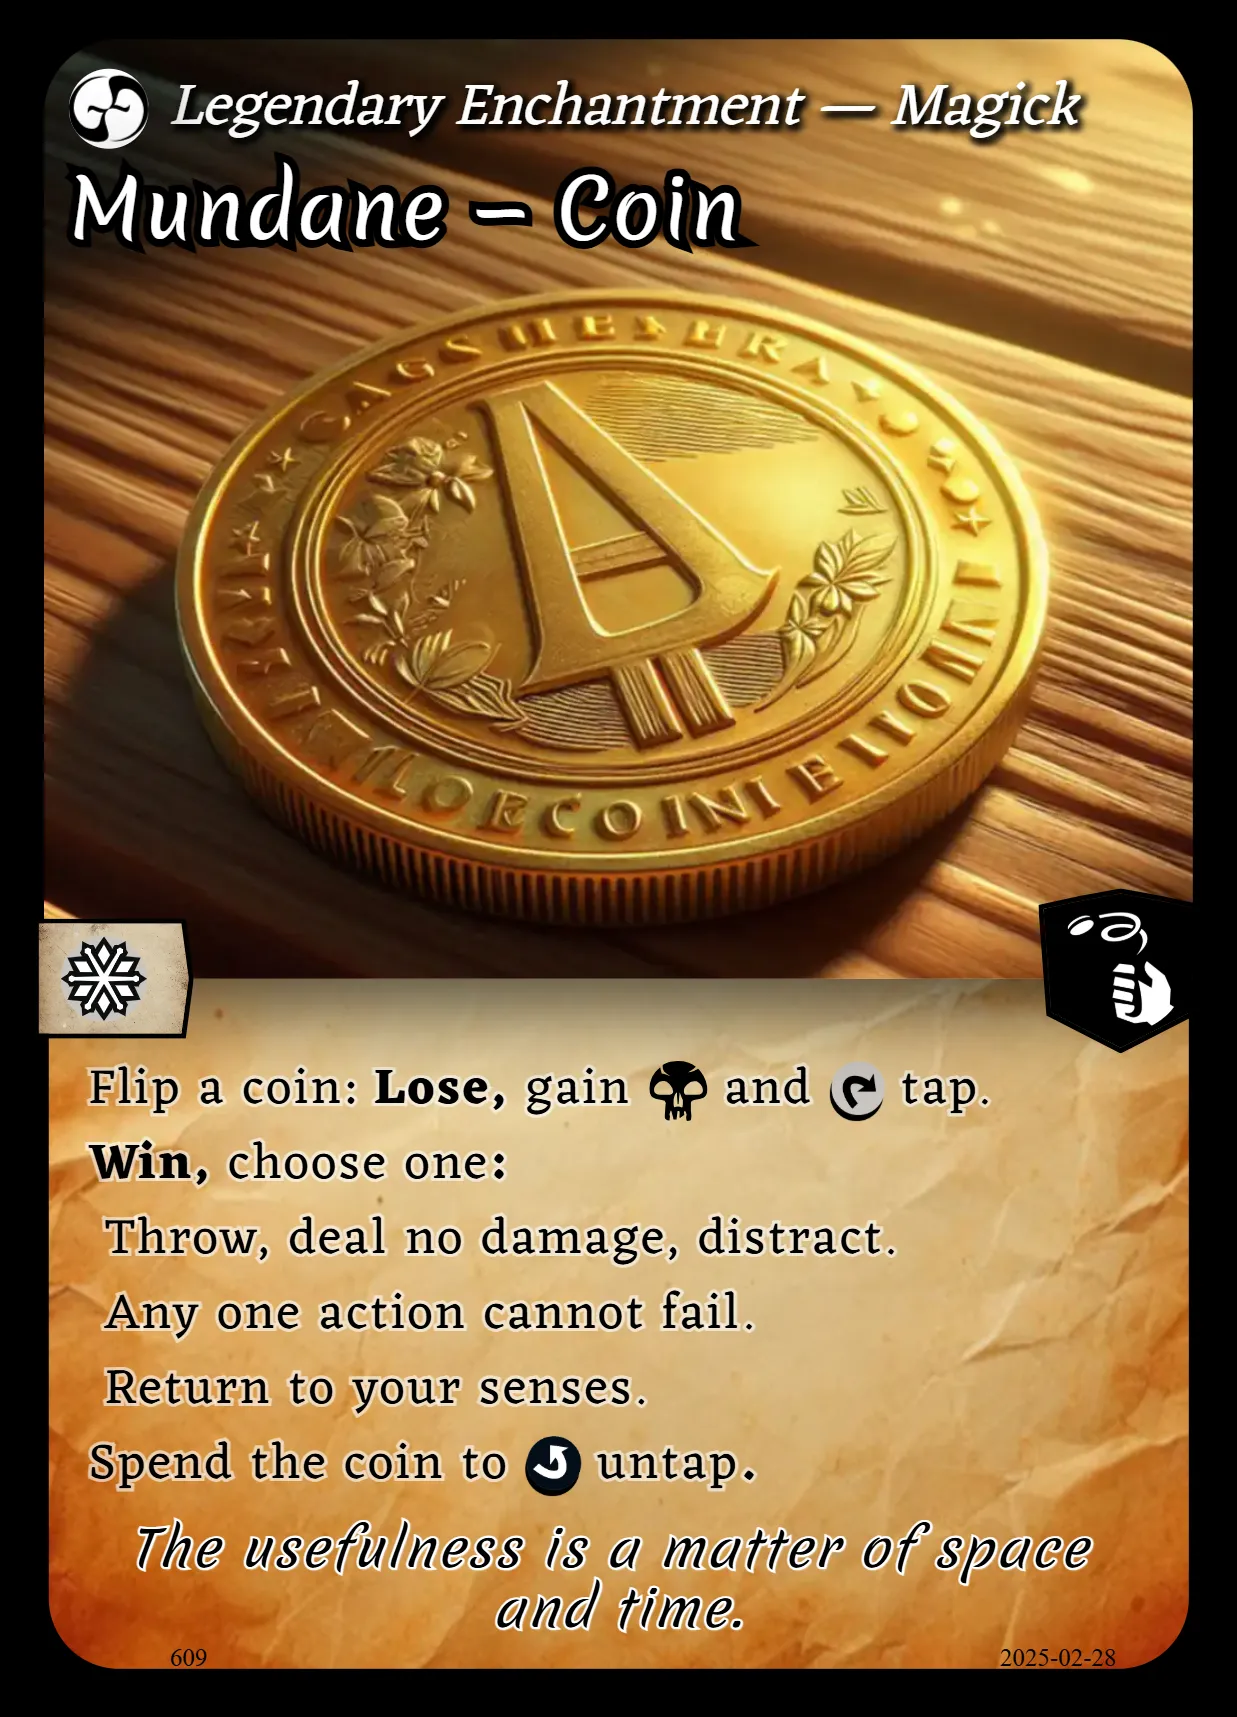 Legendary Enchantment — Magick
Mundane – Coin
Flip a coin: Lose, gain and tap.
Win, choose one:
Throw, deal no damage, distract.
Any one action cannot fail.
Return to your senses.
Spend the coin to untap.
The usefulness is a matter of space
and time.
609
2025-02-28